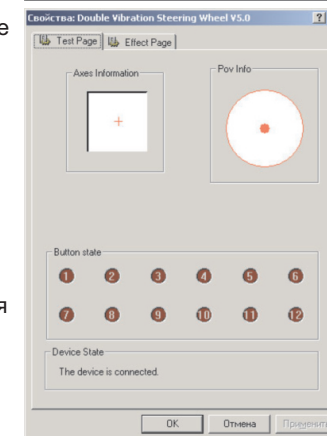 е
Свойства: Double Vibration Steering Wheel V5.0 ?
Test Page Effect Page
Axes Information Pov Info
Button state
1 2 3 4 5 6
я
7 8 9 10 11 12
Device State
The device is connected.
OK Отмена Применить